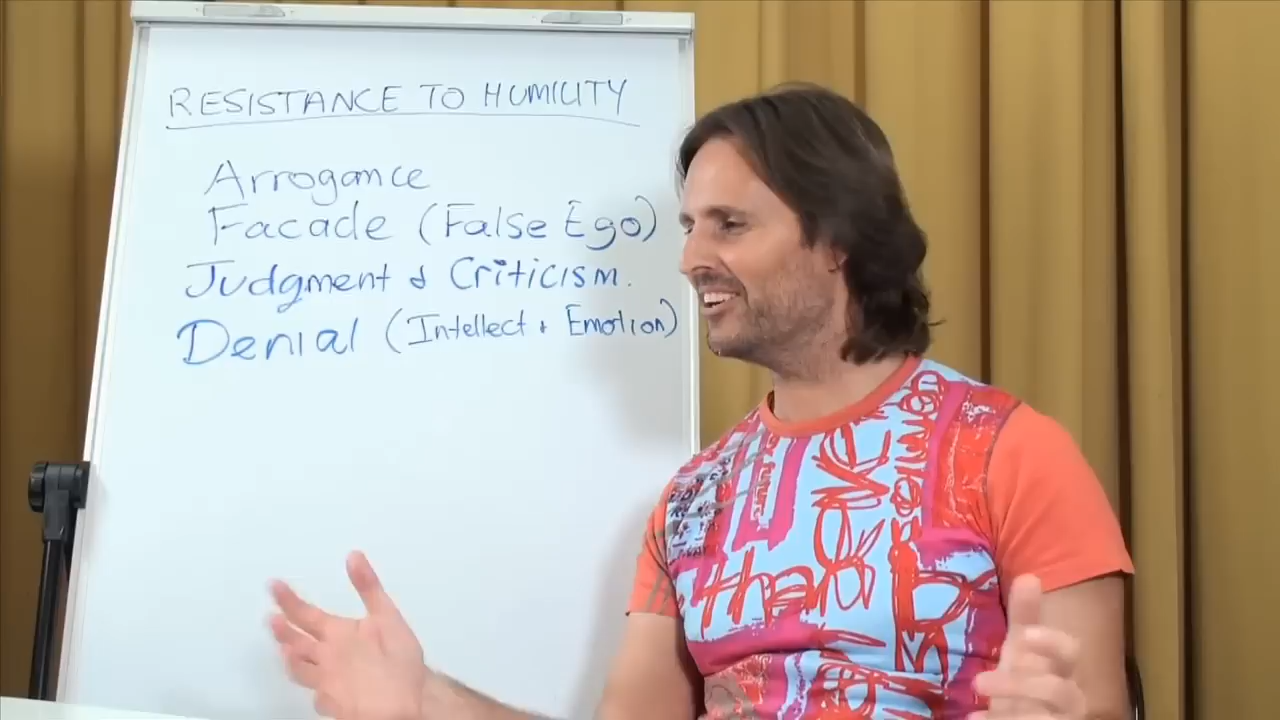 RESISTANCE TO HUMILITY
Arrogance
Facade (False Ego)
Judgment & Criticism.
Denial (Intellect + Emotion)